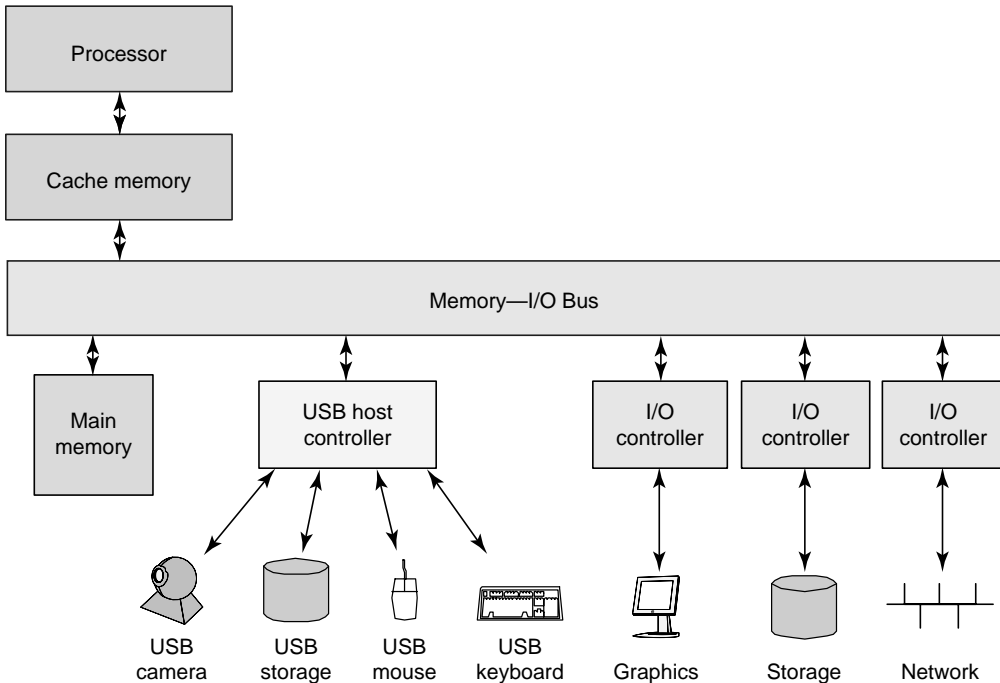 Processor
Cache memory
Memory—I/O Bus
Main
memory
USB host
controller
I/O
controller
I/O
controller
I/O
controller
USB
camera
USB
storage
USB
mouse
USB
keyboard
Graphics
Storage
Network